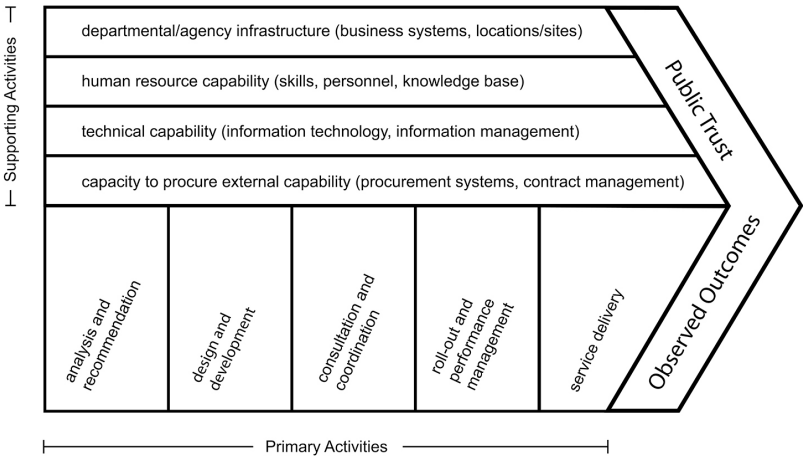 Supporting Activities
departmental/agency infrastructure (business systems, locations/sites)
human resource capability (skills, personnel, knowledge base)
technical capability (information technology, information management)
capacity to procure external capability (procurement systems, contract management)
Public Trust
analysis and
recommendation
design and
development
consultation and
coordination
roll-out and
performance
management
service delivery
Observed Outcomes
Primary Activities